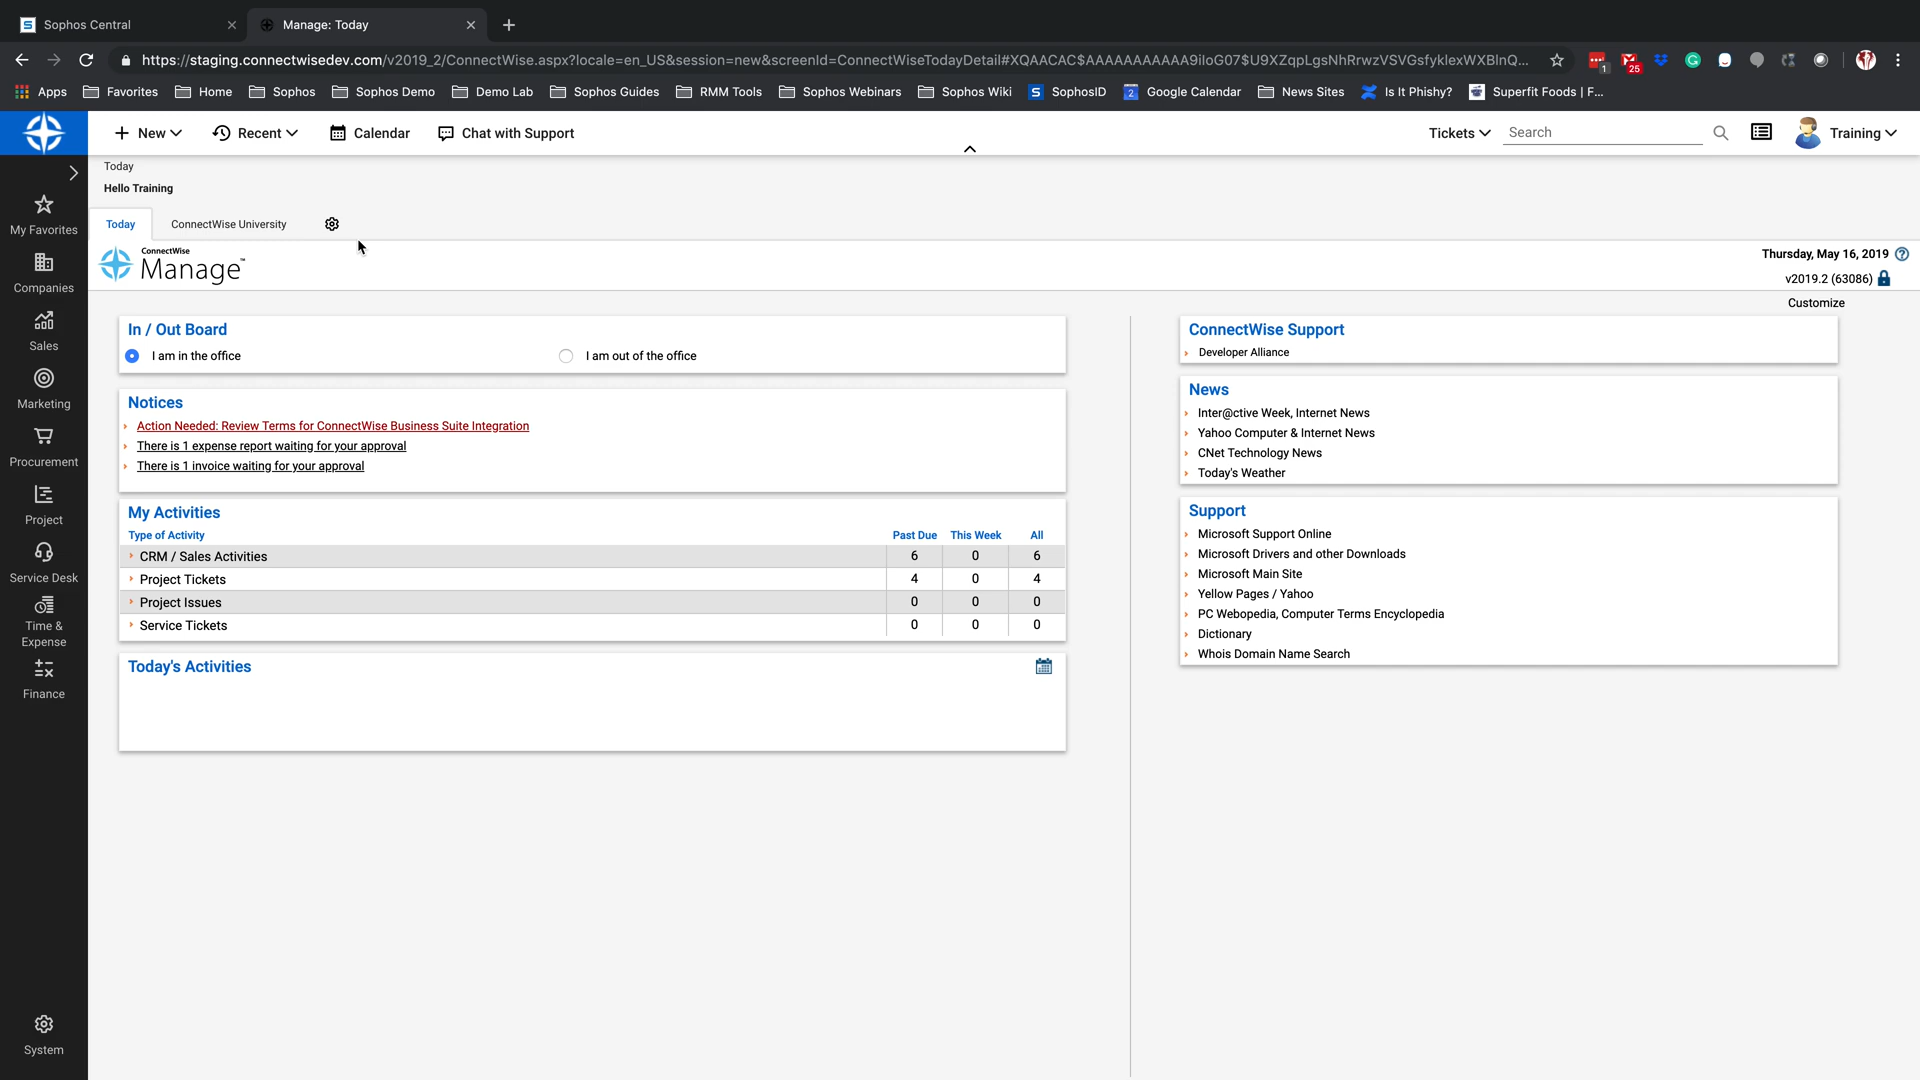 Sophos Central
Manage: Today
https://staging.connectwisedev.com/v2019_2/ConnectWise.aspx?locale=en_US&session=new&screenId=ConnectWiseTodayDetail#XQAACAC$AAAAAAAAAAA9iIoG07$U9XZqpLgsNhRrwzVSVGsfyklexWXBlnQ...
1
25
Apps
Favorites
Home
Sophos
Sophos Demo
Demo Lab
Sophos Guides
RMM Tools
Sophos Webinars
Sophos Wiki
S
SophosID
2
Google Calendar
News Sites
Is It Phishy?
Superfit Foods | F...
New
Recent
Calendar
Chat with Support
Tickets
Search
Training
Today
Hello Training
Today
ConnectWise University
ConnectWise
Manage™
Thursday, May 16, 2019
v2019.2 (63086)
Customize
My Favorites
Companies
Sales
Marketing
Procurement
Project
Service Desk
Time &
Expense
Finance
System
In / Out Board
I am in the office
I am out of the office
Notices
Action Needed: Review Terms for ConnectWise Business Suite Integration
There is 1 expense report waiting for your approval
There is 1 invoice waiting for your approval
My Activities
Type of Activity Past Due This Week All
CRM / Sales Activities 6 0 6
Project Tickets 4 0 4
Project Issues 0 0 0
Service Tickets 0 0 0
Today's Activities
ConnectWise Support
Developer Alliance
News
Inter@ctive Week, Internet News
Yahoo Computer & Internet News
CNet Technology News
Today's Weather
Support
Microsoft Support Online
Microsoft Drivers and other Downloads
Microsoft Main Site
Yellow Pages / Yahoo
PC Webopedia, Computer Terms Encyclopedia
Dictionary
Whois Domain Name Search